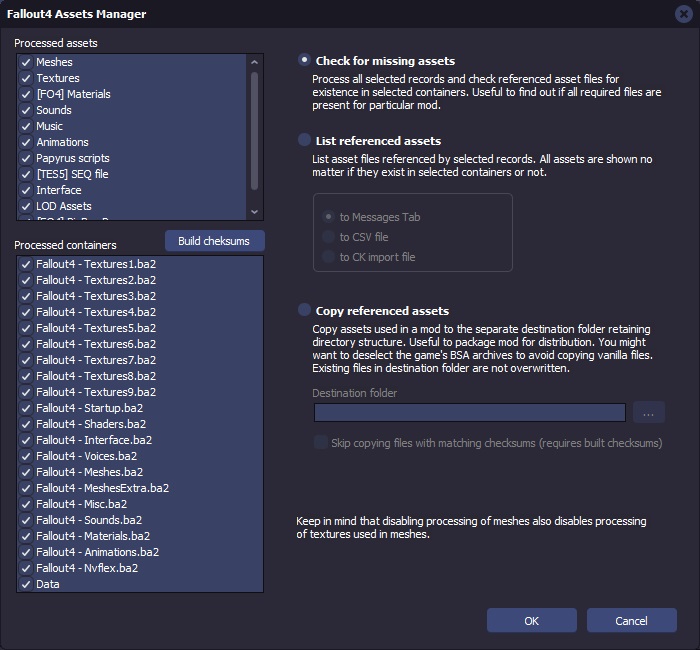 Fallout4 Assets Manager
Processed assets
Meshes
Textures
[FO4] Materials
Sounds
Music
Animations
Papyrus scripts
[TES5] SEQ file
Interface
LOD Assets
Processed containers
Build cheksums
Fallout4 - Textures1.ba2
Fallout4 - Textures2.ba2
Fallout4 - Textures3.ba2
Fallout4 - Textures4.ba2
Fallout4 - Textures5.ba2
Fallout4 - Textures6.ba2
Fallout4 - Textures7.ba2
Fallout4 - Textures8.ba2
Fallout4 - Textures9.ba2
Fallout4 - Startup.ba2
Fallout4 - Shaders.ba2
Fallout4 - Interface.ba2
Fallout4 - Voices.ba2
Fallout4 - Meshes.ba2
Fallout4 - MeshesExtra.ba2
Fallout4 - Misc.ba2
Fallout4 - Sounds.ba2
Fallout4 - Materials.ba2
Fallout4 - Animations.ba2
Fallout4 - Nvflex.ba2
Data
Check for missing assets
Process all selected records and check referenced asset files for
existence in selected containers. Useful to find out if all required files are
present for particular mod.
List referenced assets
List asset files referenced by selected records. All assets are shown no
matter if they exist in selected containers or not.
to Messages Tab
to CSV file
to CK import file
Copy referenced assets
Copy assets used in a mod to the separate destination folder retaining
directory structure. Useful to package mod for distribution. You might
want to deselect the game's BSA archives to avoid copying vanilla files.
Existing files in destination folder are not overwritten.
Destination folder
...
Skip copying files with matching checksums (requires built checksums)
Keep in mind that disabling processing of meshes also disables processing
of textures used in meshes.
OK
Cancel